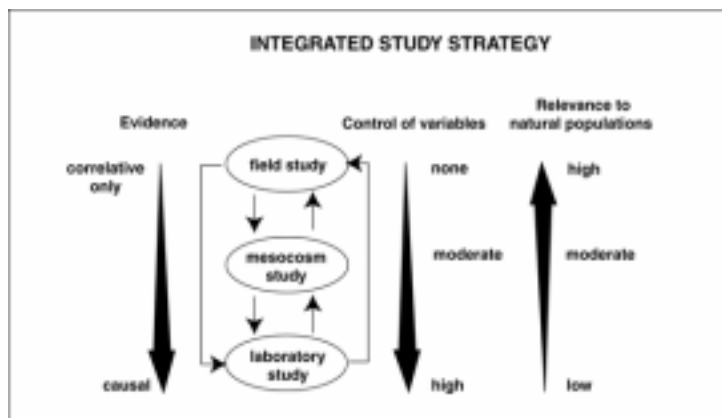 INTEGRATED STUDY STRATEGY
Evidence
Control of variables
Relevance to
natural populations
correlative
only
field study
none
high
mesocosm
study
moderate
moderate
laboratory
study
causal
high
low